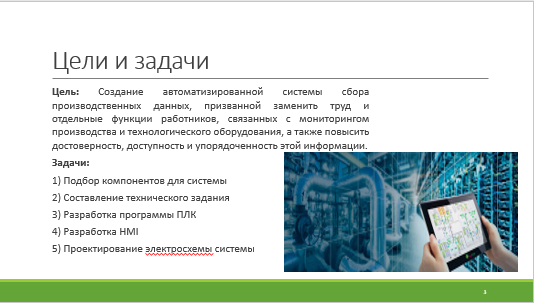 Цели и задачи
Цель: Создание автоматизированной системы сбора
производственных данных, призванной заменить труд и
отдельные функции работников, связанных с мониторингом
производства и технологического оборудования, а также повысить
достоверность, доступность и упорядоченность этой информации.
Задачи:
1) Подбор компонентов для системы
2) Составление технического задания
3) Разработка программы ПЛК
4) Разработка HMI
5) Проектирование электросхемы системы
3